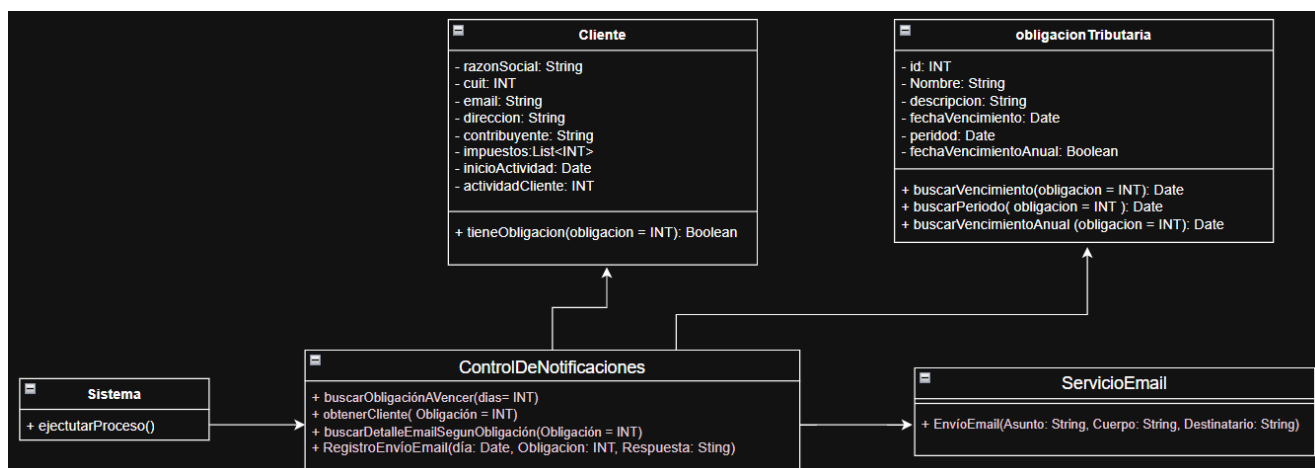 Cliente
- razonSocial: String
- cuit: INT
- email: String
- direccion: String
- contribuyente: String
- impuestos:List<INT>
- inicioActividad: Date
- actividadCliente: INT
+ tieneObligacion(obligacion = INT): Boolean
obligacionTributaria
- id: INT
- Nombre: String
- descripcion: String
- fechaVencimiento: Date
- peridod: Date
- fechaVencimientoAnual: Boolean
+ buscarVencimiento(obligacion = INT): Date
+ buscarPeriodo( obligacion = INT ): Date
+ buscarVencimientoAnual (obligacion = INT): Date
Sistema
+ ejectutarProceso()
ControlDeNotificaciones
+ buscarObligaciónAVencer(dias= INT)
+ obtenerCliente( Obligación = INT)
+ buscarDetalleEmailSegunObligación(Obligación = INT)
+ RegistroEnvíoEmail(día: Date, Obligacion: INT, Respuesta: Sting)
ServicioEmail
+ EnvíoEmail(Asunto: String, Cuerpo: String, Destinatario: String)